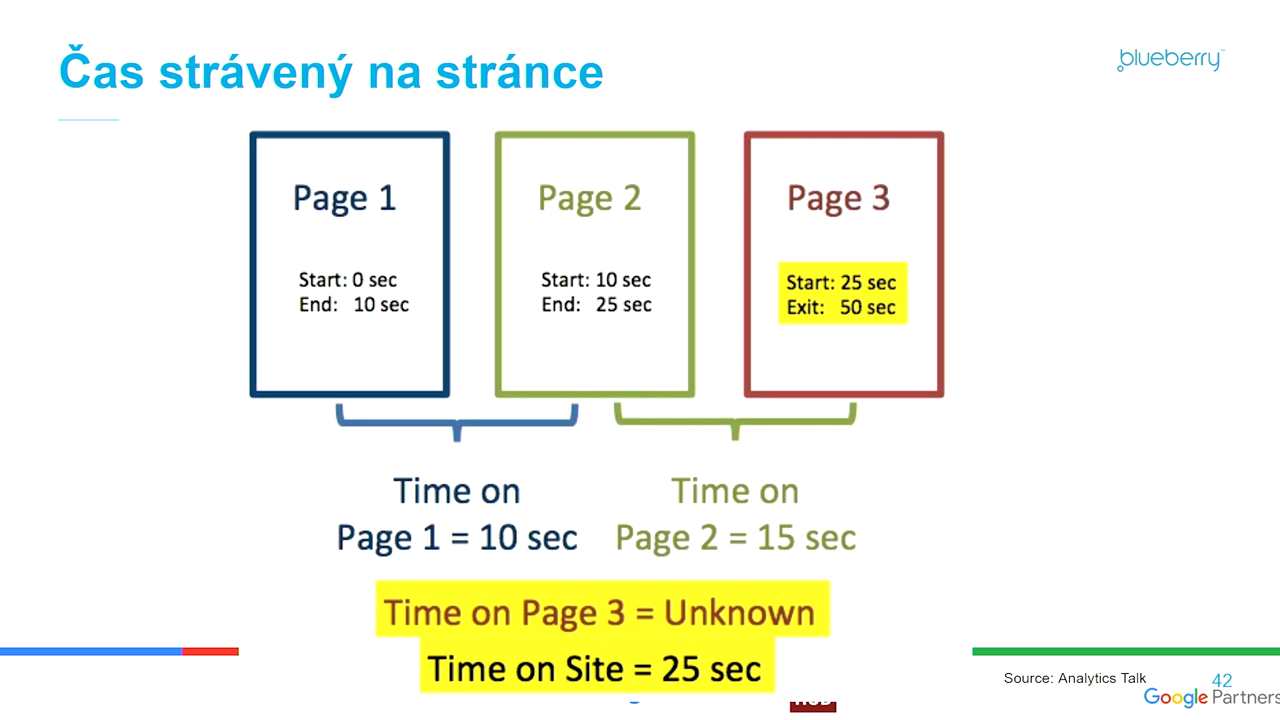 Čas strávený na stránce
blueberry
Page 1
Start: 0 sec
End: 10 sec
Page 2
Start: 10 sec
End: 25 sec
Page 3
Start: 25 sec
Exit: 50 sec
Time on
Page 1 = 10 sec
Time on
Page 2 = 15 sec
Time on Page 3 = Unknown
Time on Site = 25 sec
Source: Analytics Talk
42
Google Partners